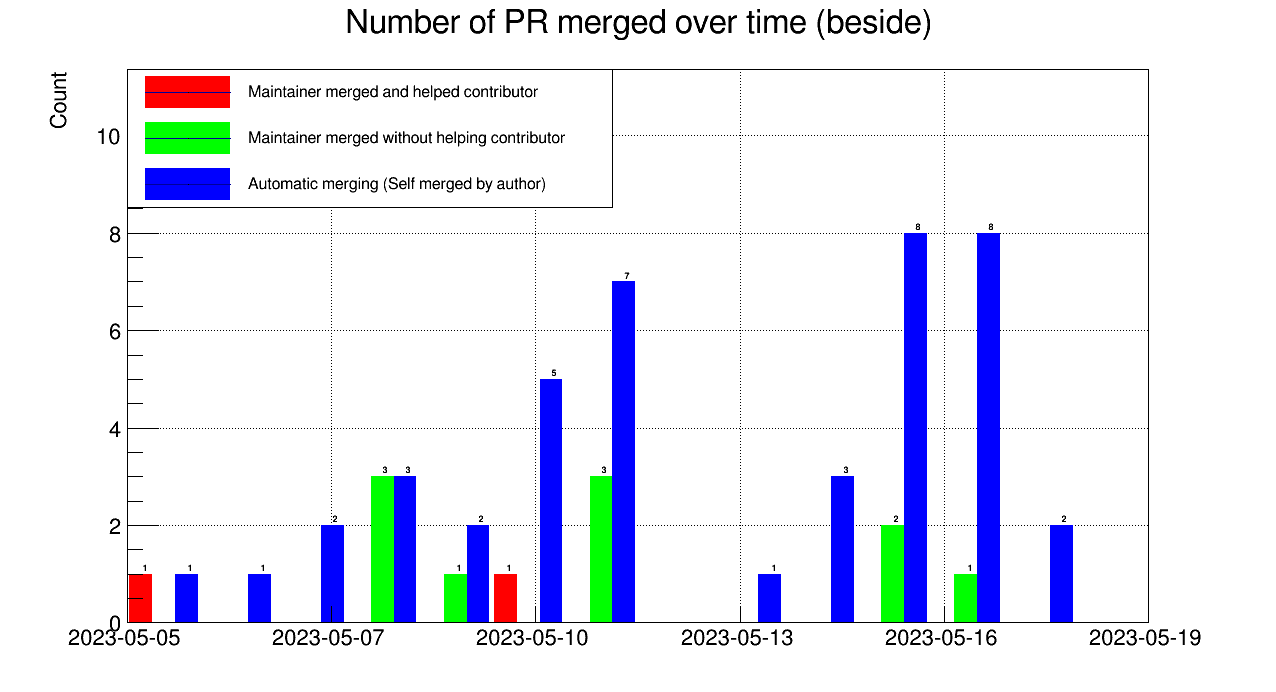 Number of PR merged over time (beside)
Count
Maintainer merged and helped contributor
Maintainer merged without helping contributor
Automatic merging (Self merged by author)
10
8
6
4
2
0
1 1 1 2 3 3 1 2 1 5 3 7 1 3 2 8 1 8 2
2023-05-05 2023-05-07 2023-05-10 2023-05-13 2023-05-16 2023-05-19